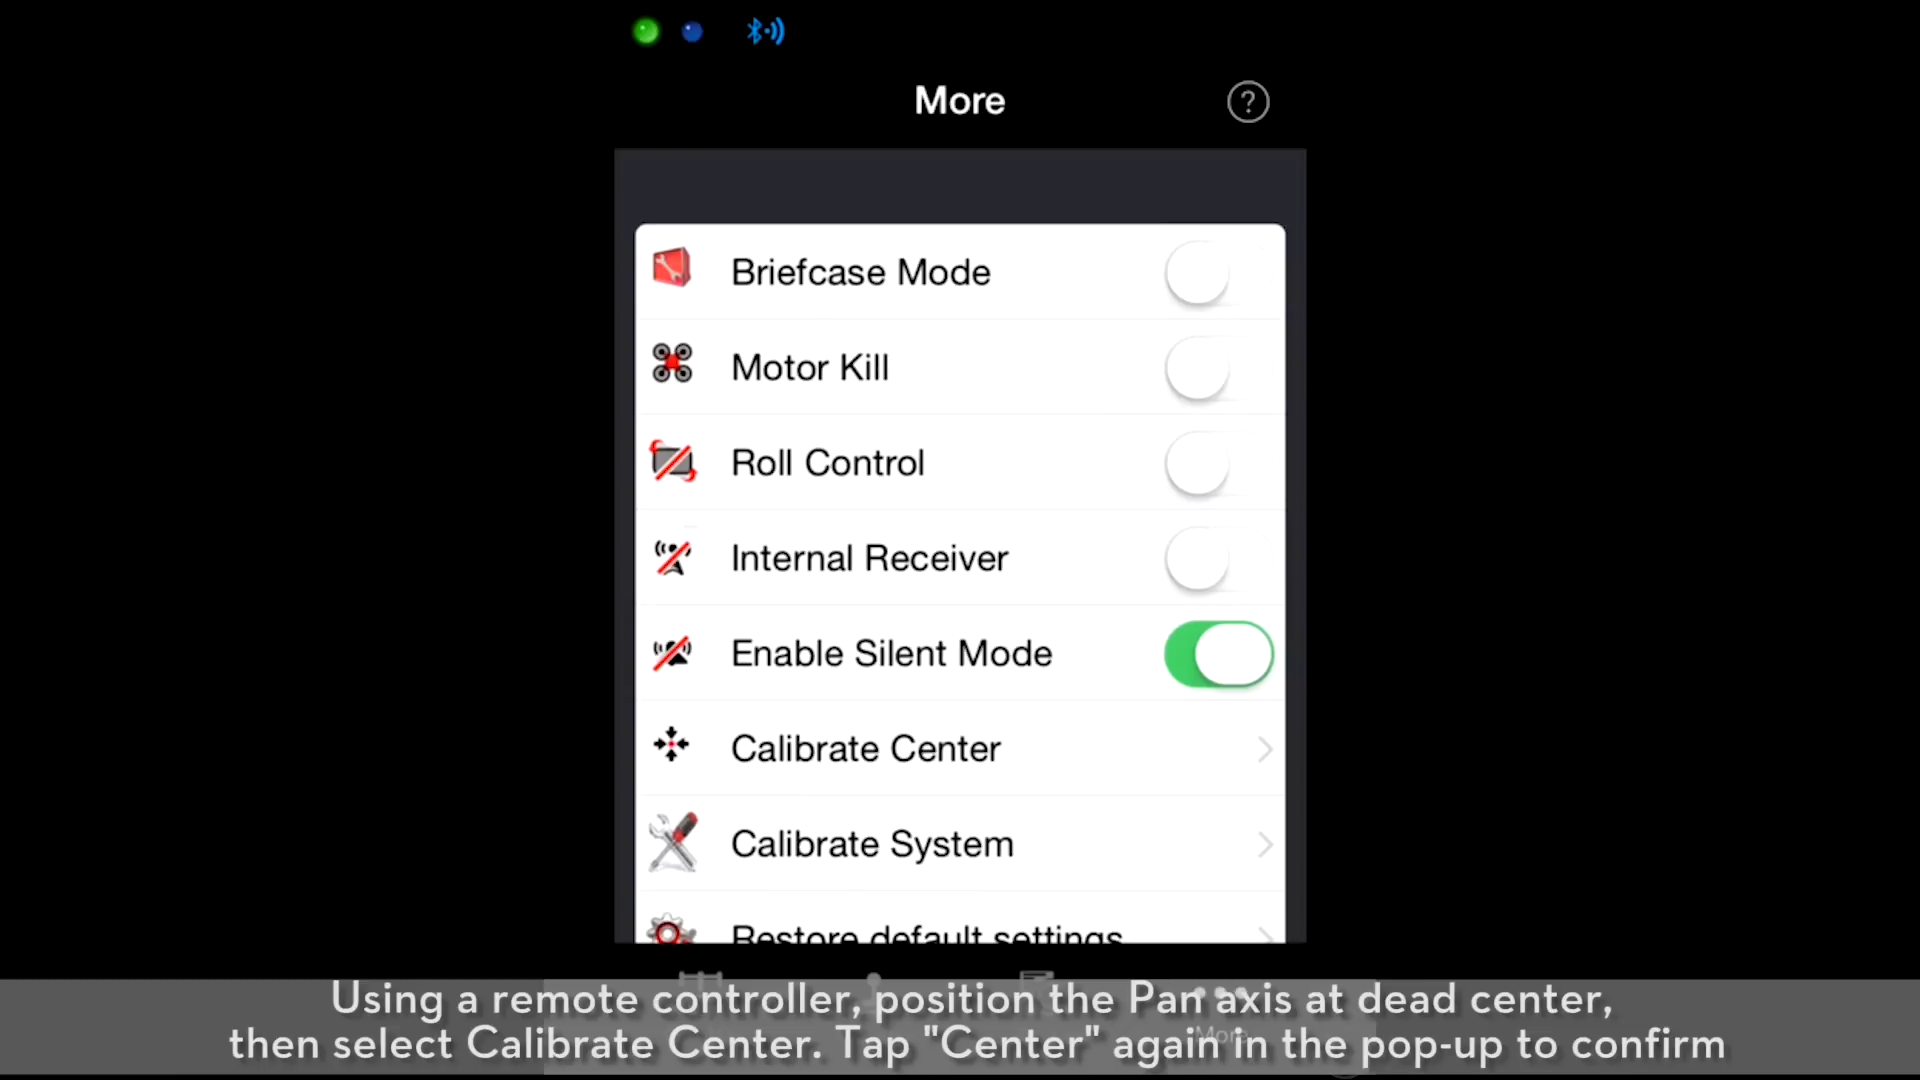 More
?
Briefcase Mode
Motor Kill
Roll Control
Internal Receiver
Enable Silent Mode
Calibrate Center
Calibrate System
Restore default settings
Using a remote controller, position the Pan axis at dead center,
then select Calibrate Center. Tap "Center" again in the pop-up to confirm
More